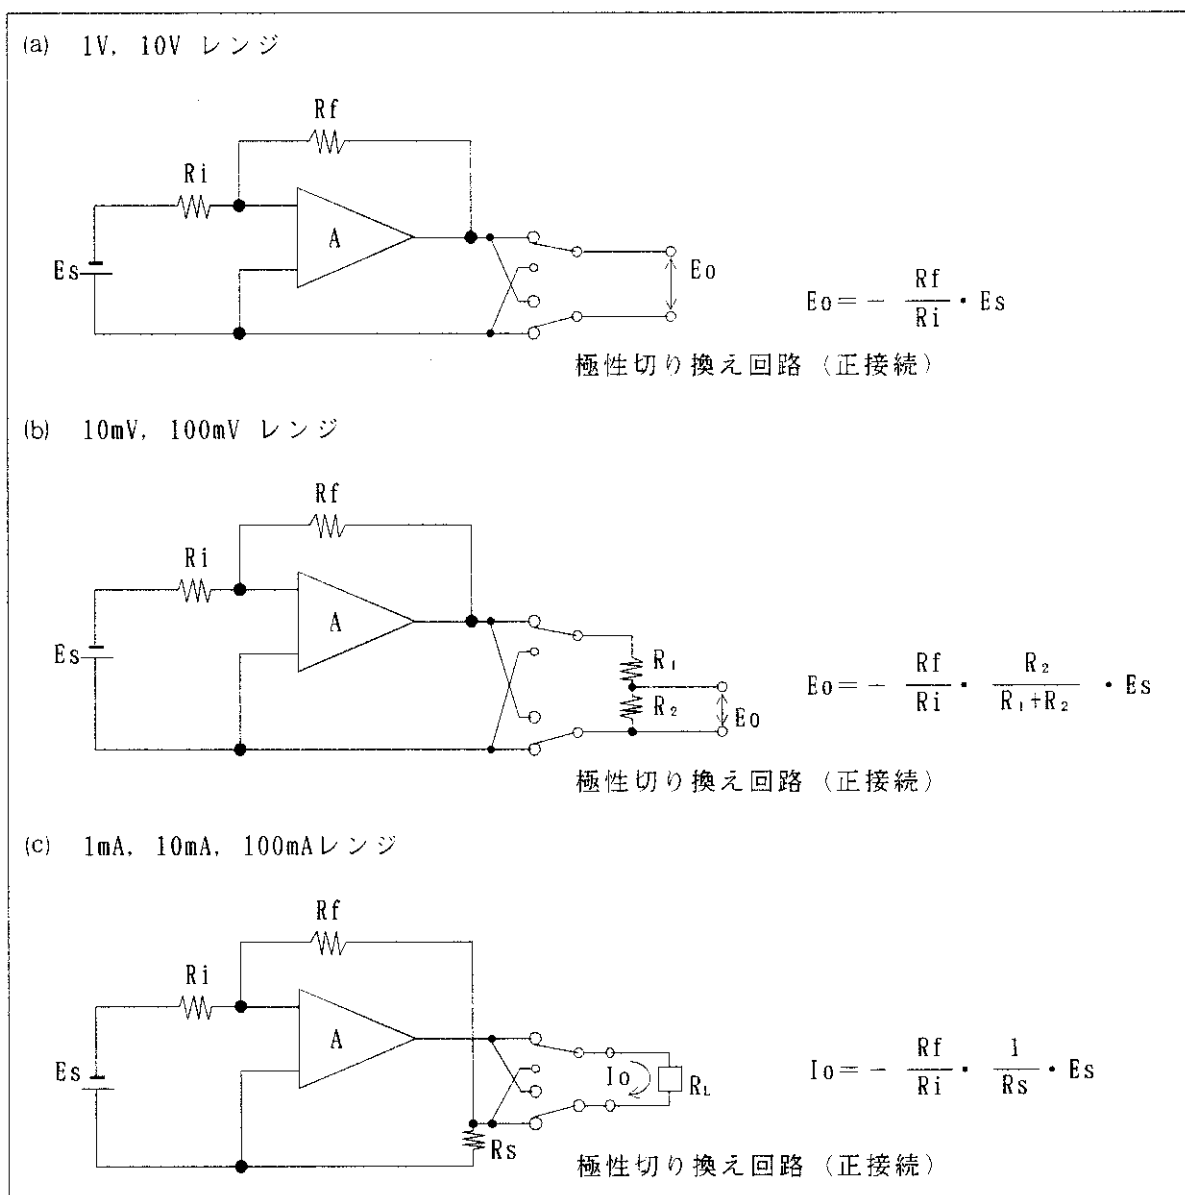 (a) 1V, 10V レンジ
Rf
Ri
A
Es
Eo
Eo = − Rf/Ri · Es
極性切り換え回路 (正接続)
(b) 10mV, 100mV レンジ
Rf
Ri
A
Es
R₁
R₂
Eo
Eo = − Rf/Ri · R₂/R₁+R₂ · Es
極性切り換え回路 (正接続)
(c) 1mA, 10mA, 100mAレンジ
Rf
Ri
A
Es
Io
RL
Rs
Io = − Rf/Ri · 1/Rs · Es
極性切り換え回路 (正接続)